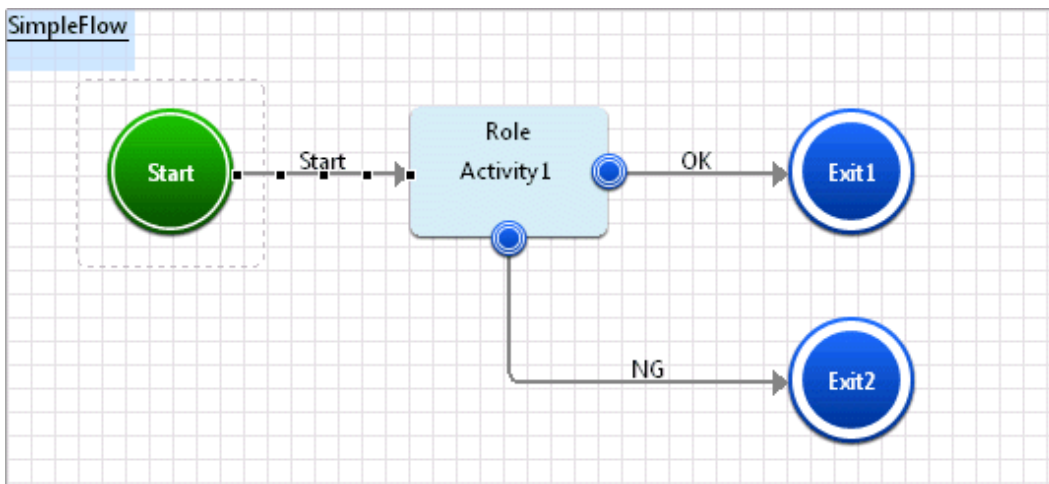 SimpleFlow
Start
Start
Role
Activity1
OK
Exit1
NG
Exit2